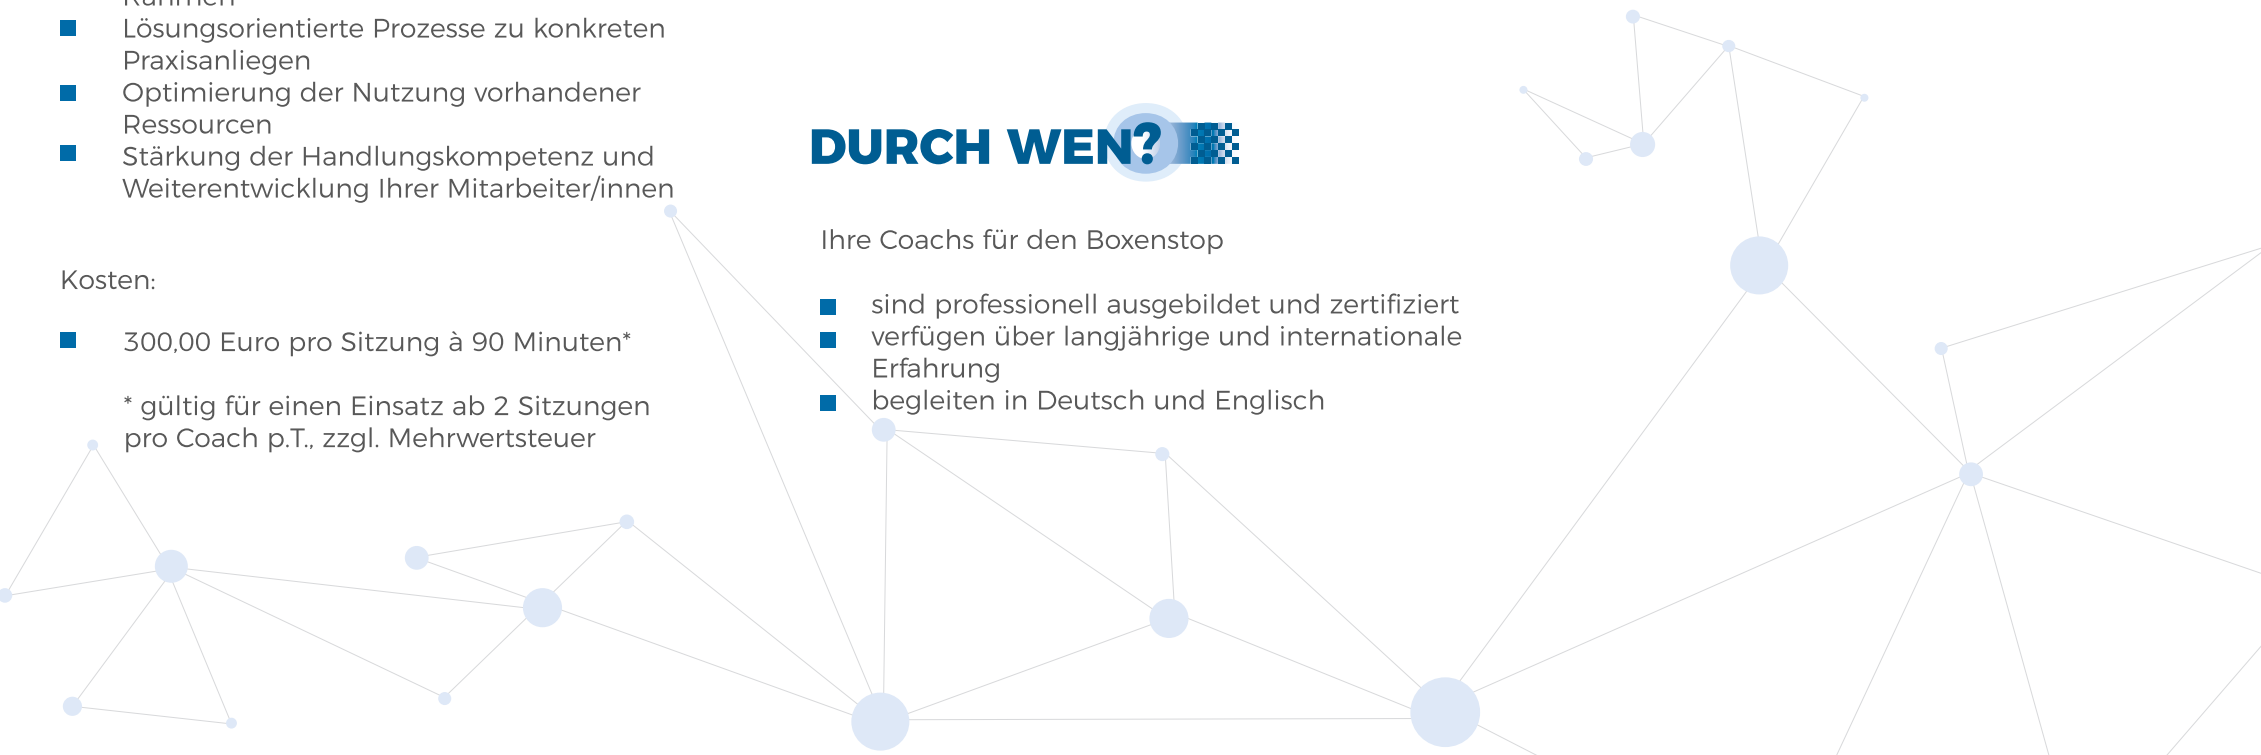 Lösungsorientierte Prozesse zu konkreten
Praxisanliegen
Optimierung der Nutzung vorhandener
Ressourcen
Stärkung der Handlungskompetenz und
Weiterentwicklung Ihrer Mitarbeiter/innen
Kosten:
300,00 Euro pro Sitzung à 90 Minuten*
* gültig für einen Einsatz ab 2 Sitzungen
pro Coach p.T., zzgl. Mehrwertsteuer
DURCH WEN?
Ihre Coachs für den Boxenstop
sind professionell ausgebildet und zertifiziert
verfügen über langjährige und internationale
Erfahrung
begleiten in Deutsch und Englisch